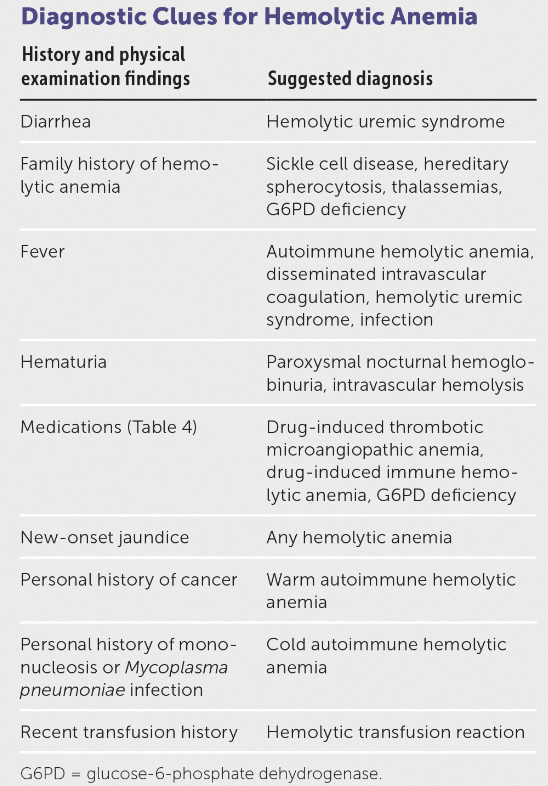 Diagnostic Clues for Hemolytic Anemia
History and physical
examination findings
Suggested diagnosis
Diarrhea
Hemolytic uremic syndrome
Family history of hemo-
lytic anemia
Sickle cell disease, hereditary
spherocytosis, thalassemias,
G6PD deficiency
Fever
Autoimmune hemolytic anemia,
disseminated intravascular
coagulation, hemolytic uremic
syndrome, infection
Hematuria
Paroxysmal nocturnal hemoglo-
binuria, intravascular hemolysis
Medications (Table 4)
Drug-induced thrombotic
microangiopathic anemia,
drug-induced immune hemo-
lytic anemia, G6PD deficiency
New-onset jaundice
Any hemolytic anemia
Personal history of cancer
Warm autoimmune hemolytic
anemia
Personal history of mono-
nucleosis or Mycoplasma
pneumoniae infection
Cold autoimmune hemolytic
anemia
Recent transfusion history
Hemolytic transfusion reaction
G6PD = glucose-6-phosphate dehydrogenase.